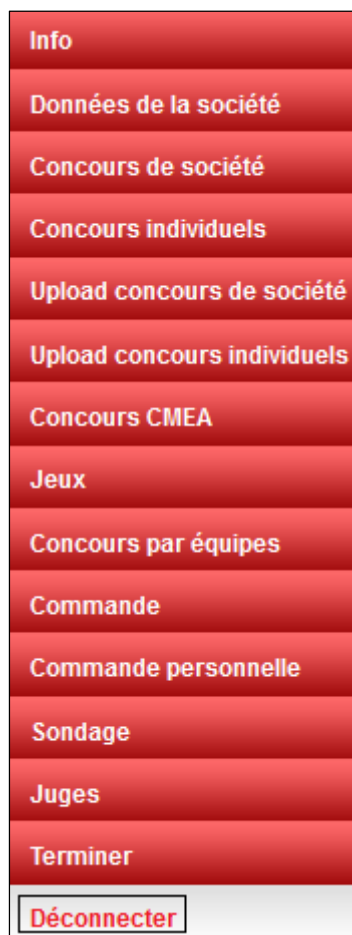 Info
Données de la société
Concours de société
Concours individuels
Upload concours de société
Upload concours individuels
Concours CMEA
Jeux
Concours par équipes
Commande
Commande personnelle
Sondage
Juges
Terminer
Déconnecter